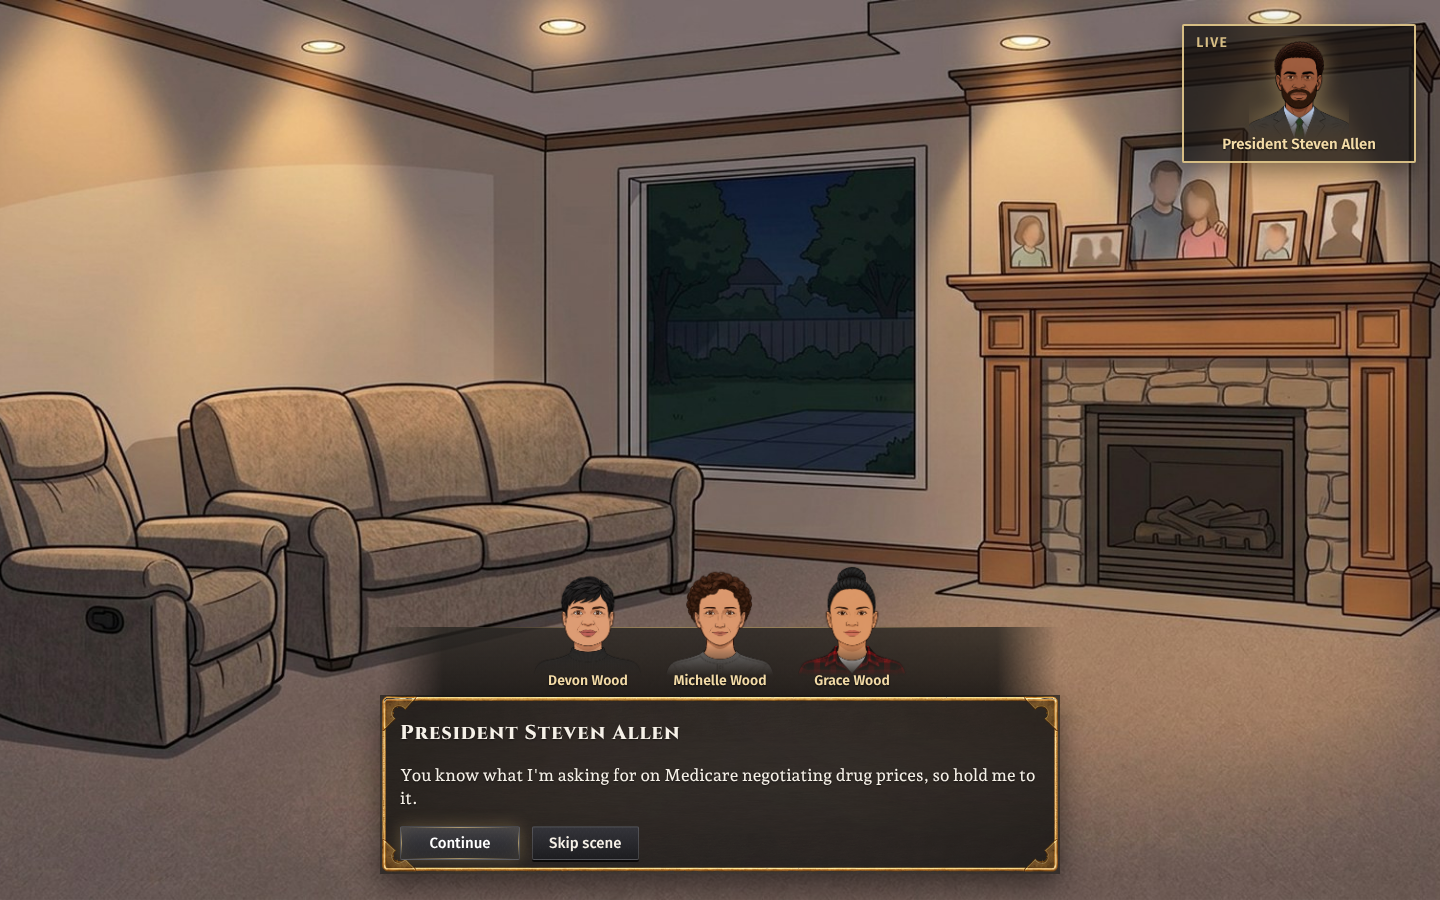 LIVE
President Steven Allen
Devon Wood
Michelle Wood
Grace Wood
President Steven Allen
You know what I'm asking for on Medicare negotiating drug prices, so hold me to
it.
Continue
Skip scene